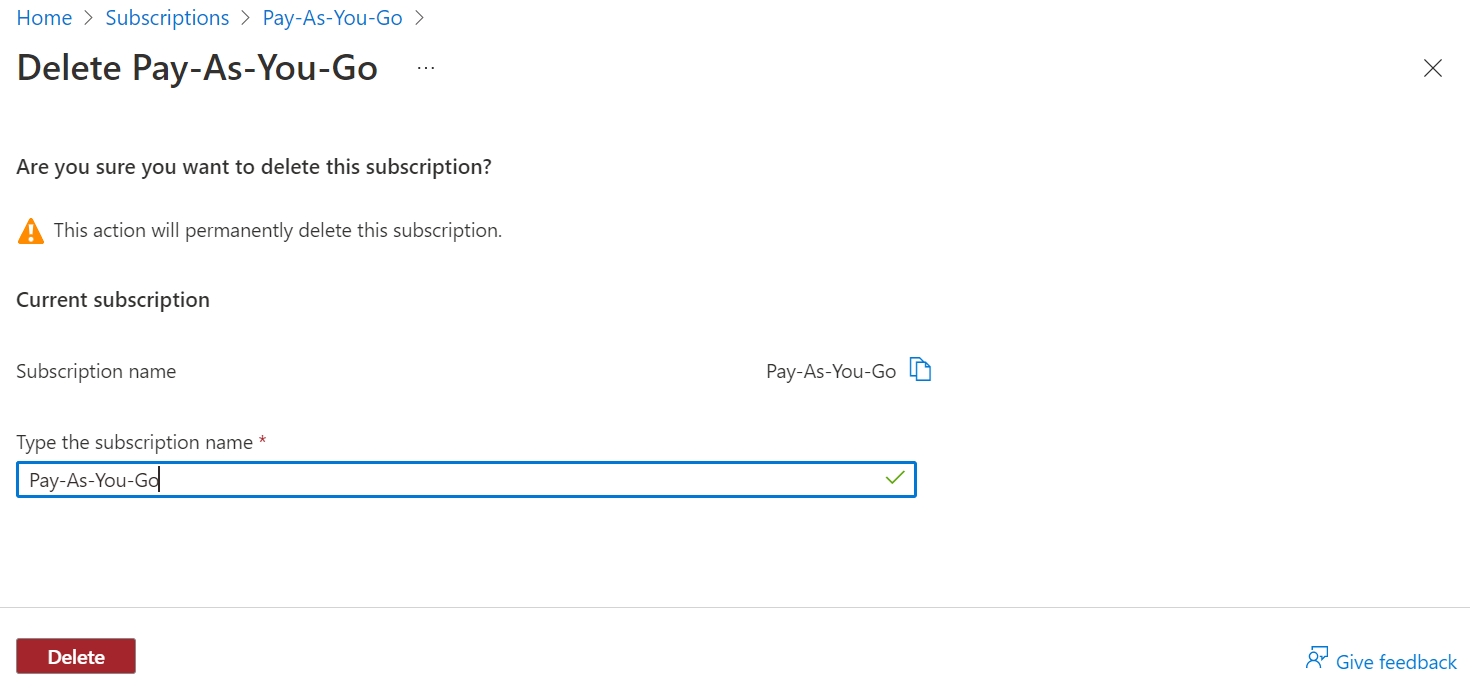 Home > Subscriptions > Pay-As-You-Go >
Delete Pay-As-You-Go ...
Are you sure you want to delete this subscription?
This action will permanently delete this subscription.
Current subscription
Subscription name Pay-As-You-Go
Type the subscription name *
Pay-As-You-Go
Delete
Give feedback